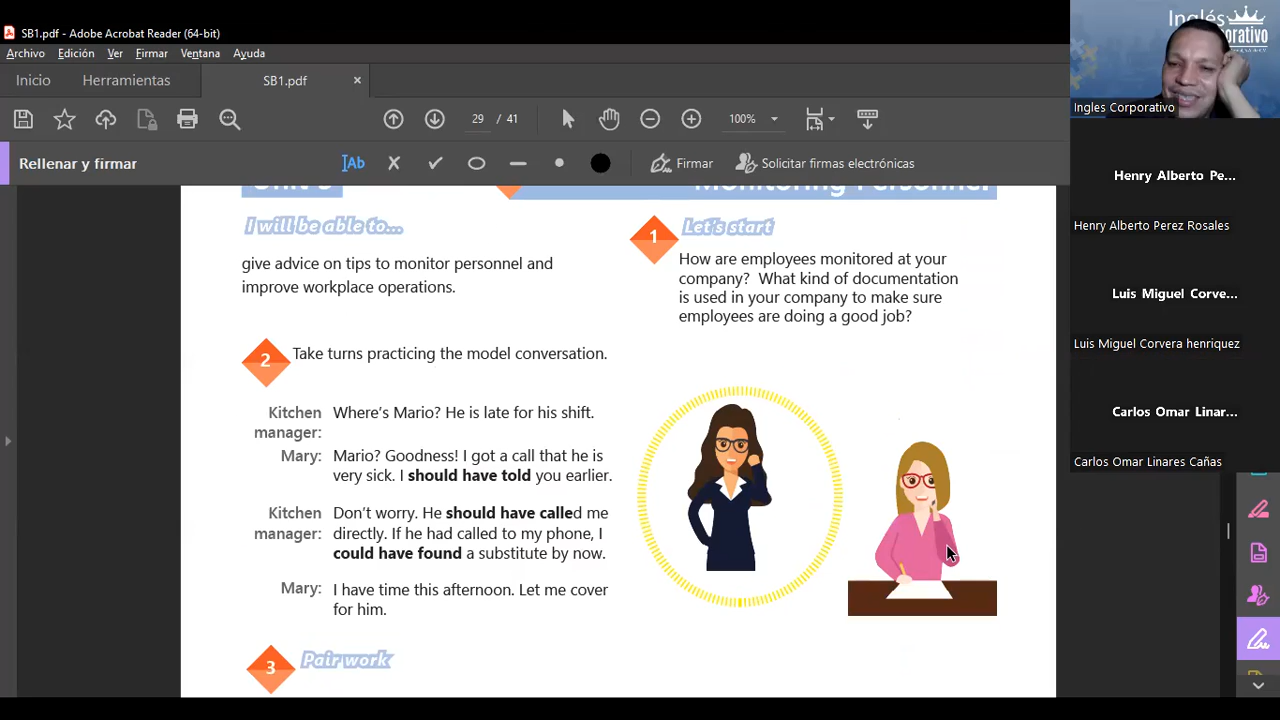 SB1.pdf - Adobe Acrobat Reader (64-bit)
Archivo Edición Ver Firmar Ventana Ayuda
Inicio Herramientas SB1.pdf ×
29 / 41 100%
Rellenar y firmar Ab Firmar Solicitar firmas electrónicas
Monitoring Personnel
I will be able to...
give advice on tips to monitor personnel and
improve workplace operations.
1 Let's start
How are employees monitored at your
company? What kind of documentation
is used in your company to make sure
employees are doing a good job?
2 Take turns practicing the model conversation.
Kitchen manager: Where's Mario? He is late for his shift.
Mary: Mario? Goodness! I got a call that he is
very sick. I should have told you earlier.
Kitchen manager: Don't worry. He should have called me
directly. If he had called to my phone, I
could have found a substitute by now.
Mary: I have time this afternoon. Let me cover
for him.
3 Pair work
Inglés
Ingles Corporativo
Henry Alberto Pe...
Henry Alberto Perez Rosales
Luis Miguel Corve...
Luis Miguel Corvera henriquez
Carlos Omar Linar...
Carlos Omar Linares Cañas